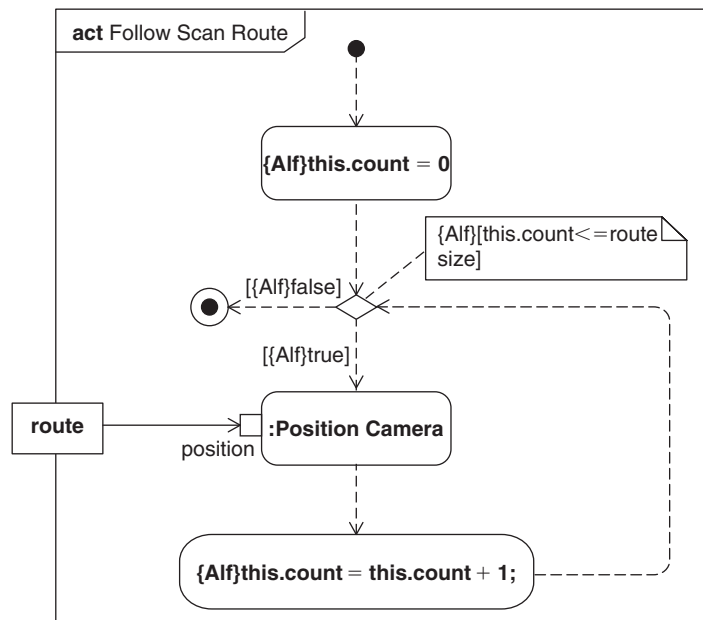 act Follow Scan Route
{Alf}this.count = 0
{Alf}[this.count<=route
size]
[{Alf}false]
[{Alf}true]
route
:Position Camera
position
{Alf}this.count = this.count + 1;